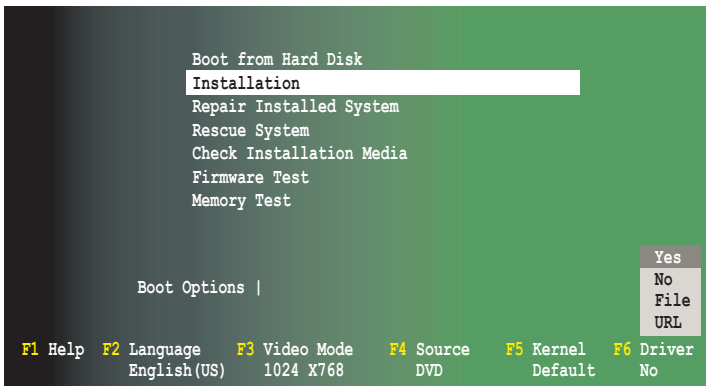 Boot from Hard Disk
Installation
Repair Installed System
Rescue System
Check Installation Media
Firmware Test
Memory Test
Boot Options |
Yes
No
File
URL
F1 Help F2 Language F3 Video Mode F4 Source F5 Kernel F6 Driver
English(US) 1024 X768 DVD Default No